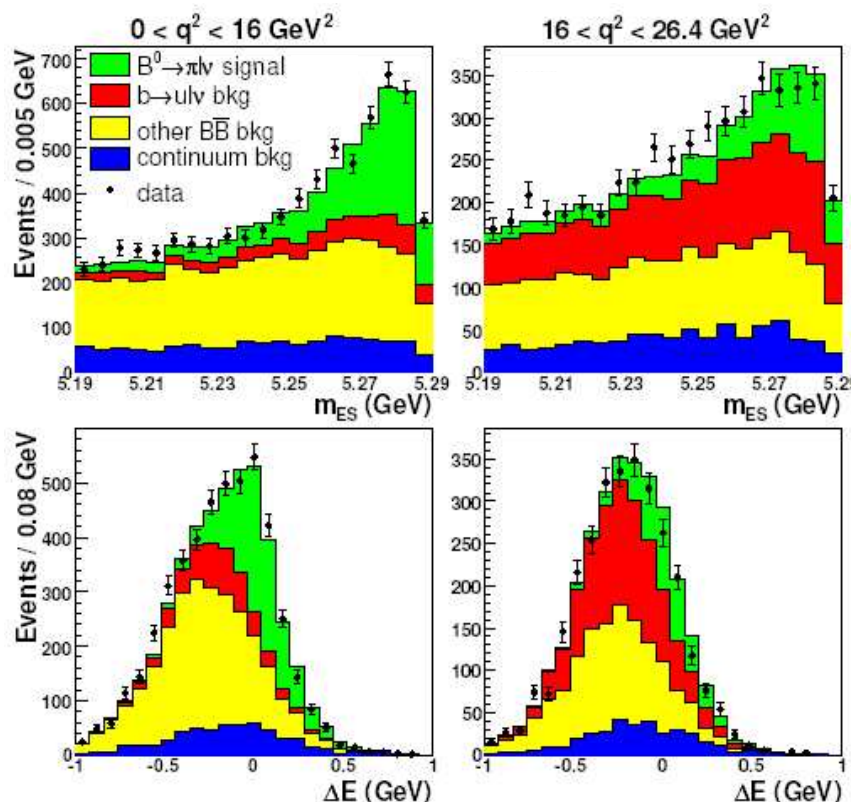 0 < q² < 16 GeV²
16 < q² < 26.4 GeV²
Events / 0.005 GeV
700
600
500
400
300
200
100
0
B⁰→πlν signal
b→ulν bkg
other BB̅ bkg
continuum bkg
data
5.19 5.21 5.23 5.25 5.27 5.29
m_ES (GeV)
350
300
250
200
150
100
50
0
5.19 5.21 5.23 5.25 5.27 5.29
m_ES (GeV)
Events / 0.08 GeV
500
400
300
200
100
0
-1 -0.5 0 0.5 1
ΔE (GeV)
350
300
250
200
150
100
50
0
-1 -0.5 0 0.5 1
ΔE (GeV)